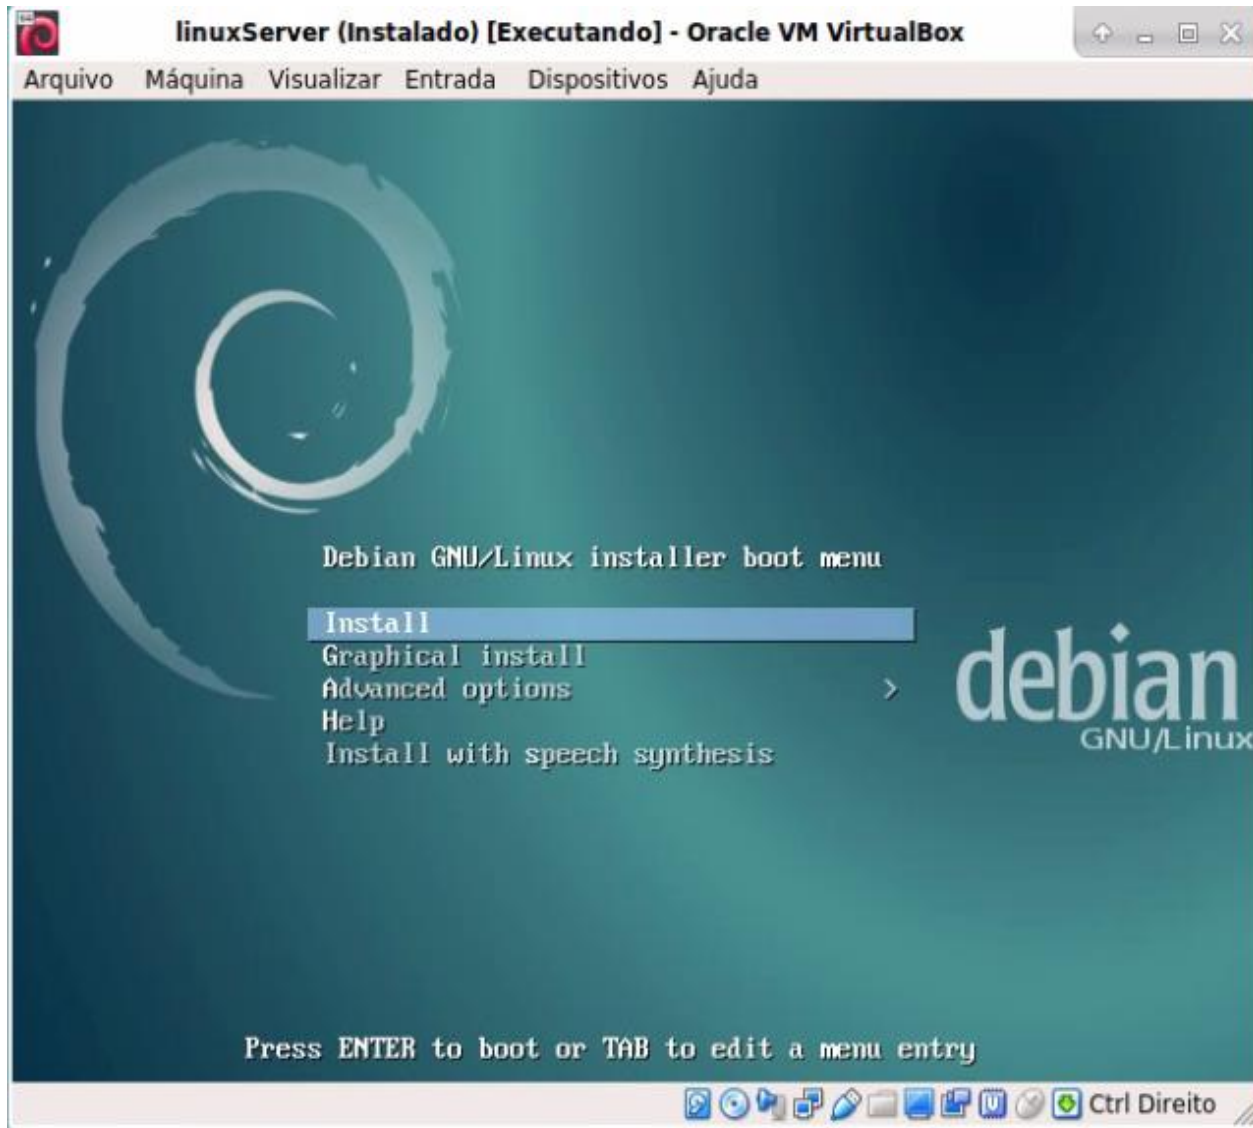 linuxServer (Instalado) [Executando] - Oracle VM VirtualBox
Arquivo Máquina Visualizar Entrada Dispositivos Ajuda
Debian GNU/Linux installer boot menu
Install
Graphical install
Advanced options >
Help
Install with speech synthesis
debian
GNU/Linux
Press ENTER to boot or TAB to edit a menu entry
Ctrl Direito